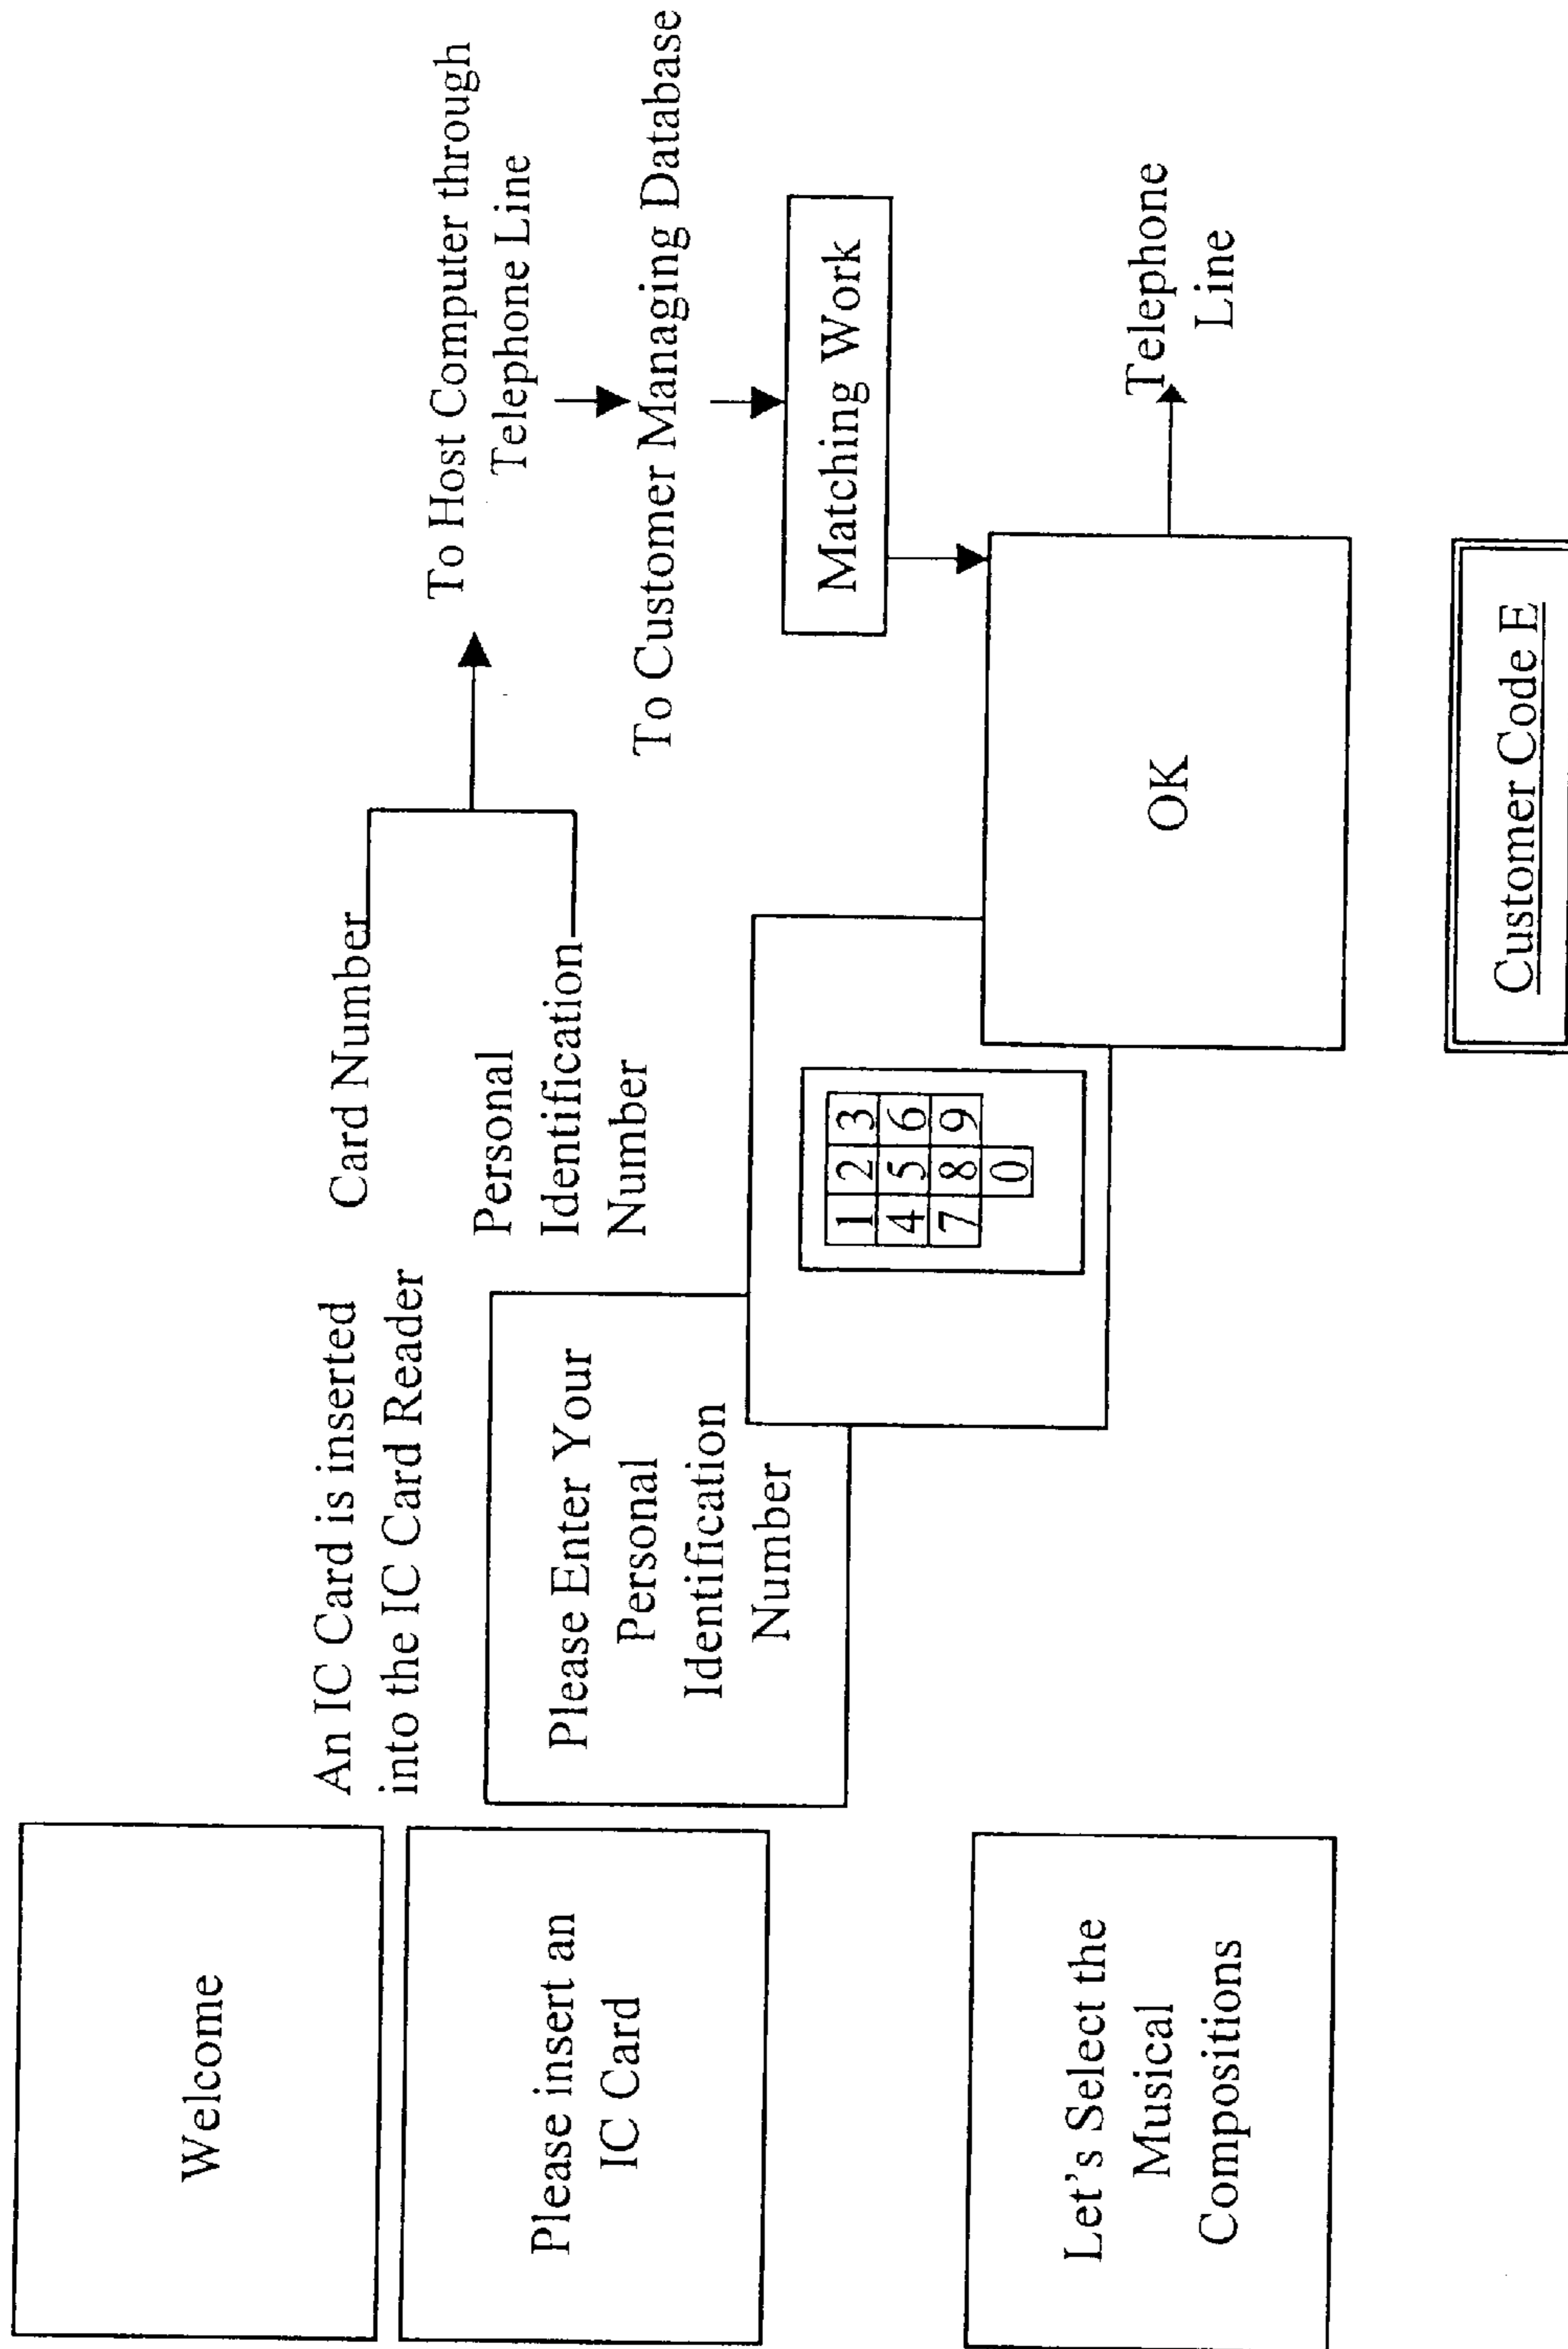 Welcome
Please insert an
IC Card
An IC Card is inserted
into the IC Card Reader
Please Enter Your
Personal
Identification
Number
Card Number
Personal
Identification
Number
To Host Computer through
Telephone Line
To Customer Managing Database
Matching Work
1 2 3
4 5 6
7 8 9
0
OK
Telephone
Line
Let's Select the
Musical
Compositions
Customer Code E